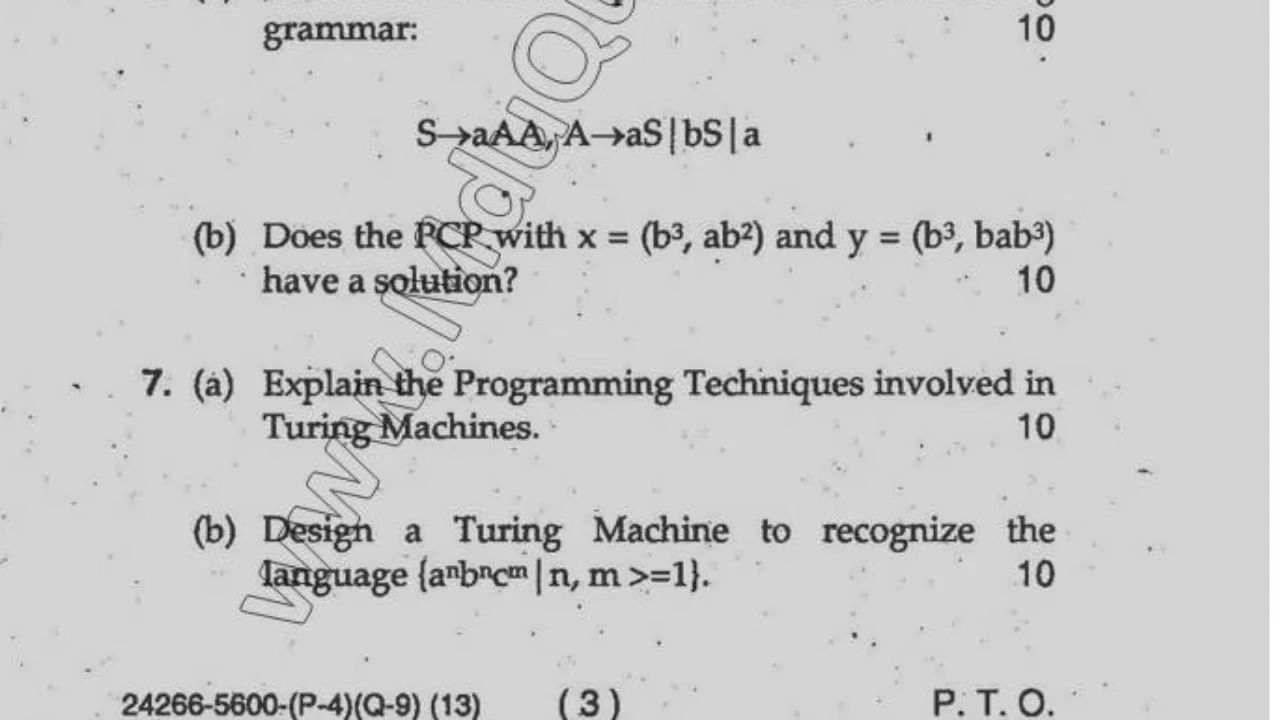 grammar: 10
S→aAA, A→aS|bS|a
(b) Does the PCP with x = (b³, ab²) and y = (b³, bab³)
have a solution? 10
7. (a) Explain the Programming Techniques involved in
Turing Machines. 10
(b) Design a Turing Machine to recognize the
language {aⁿbⁿcᵐ|n, m >=1}. 10
24266-5600-(P-4)(Q-9) (13) (3) P. T. O.
www.MduQu